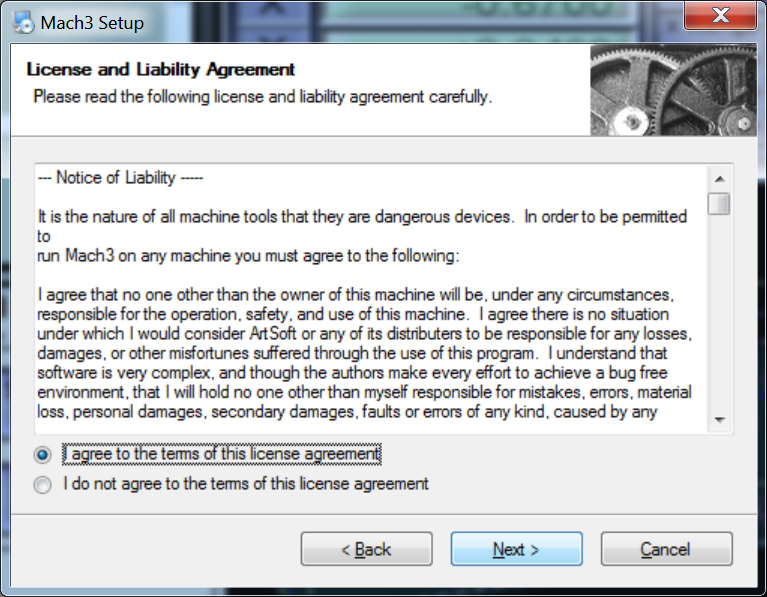 Mach3 Setup
License and Liability Agreement
Please read the following license and liability agreement carefully.
--- Notice of Liability -----
It is the nature of all machine tools that they are dangerous devices.  In order to be permitted
to
run Mach3 on any machine you must agree to the following:
I agree that no one other than the owner of this machine will be, under any circumstances,
responsible for the operation, safety, and use of this machine.  I agree there is no situation
under which I would consider ArtSoft or any of its distributers to be responsible for any losses,
damages, or other misfortunes suffered through the use of this program.  I understand that
software is very complex, and though the authors make every effort to achieve a bug free
environment, that I will hold no one other than myself responsible for mistakes, errors, material
loss, personal damages, secondary damages, faults or errors of any kind, caused by any
I agree to the terms of this license agreement
I do not agree to the terms of this license agreement
< Back
Next >
Cancel